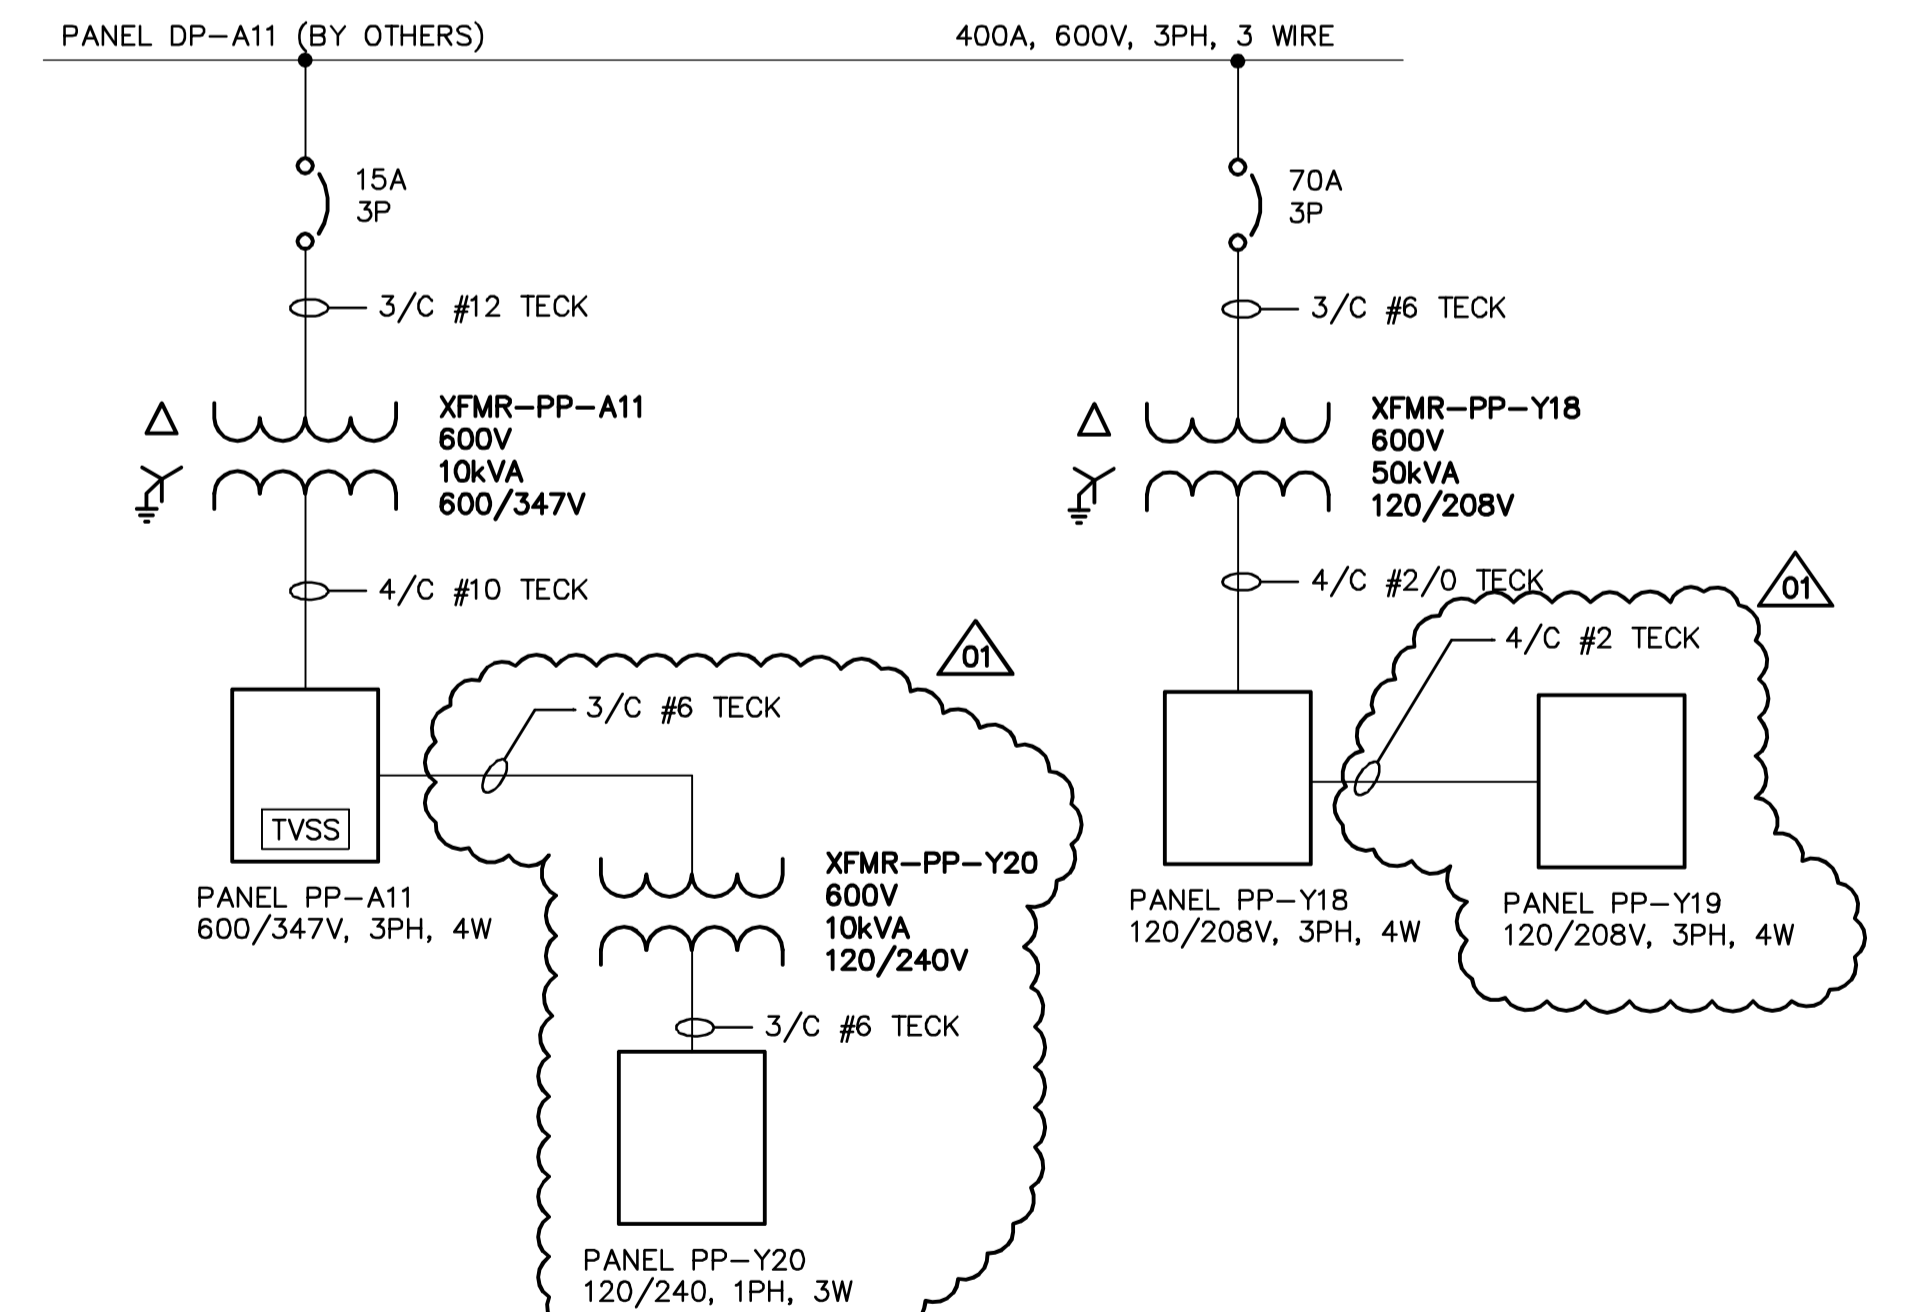 PANEL DP-A11 (BY OTHERS)
400A, 600V, 3PH, 3 WIRE
15A
3P
70A
3P
3/C #12 TECK
3/C #6 TECK
XFMR-PP-A11
600V
10kVA
600/347V
XFMR-PP-Y18
600V
50kVA
120/208V
4/C #10 TECK
4/C #2/0 TECK
01
4/C #2 TECK
01
3/C #6 TECK
TVSS
PANEL PP-A11
600/347V, 3PH, 4W
XFMR-PP-Y20
600V
10kVA
120/240V
PANEL PP-Y18
120/208V, 3PH, 4W
PANEL PP-Y19
120/208V, 3PH, 4W
3/C #6 TECK
PANEL PP-Y20
120/240, 1PH, 3W